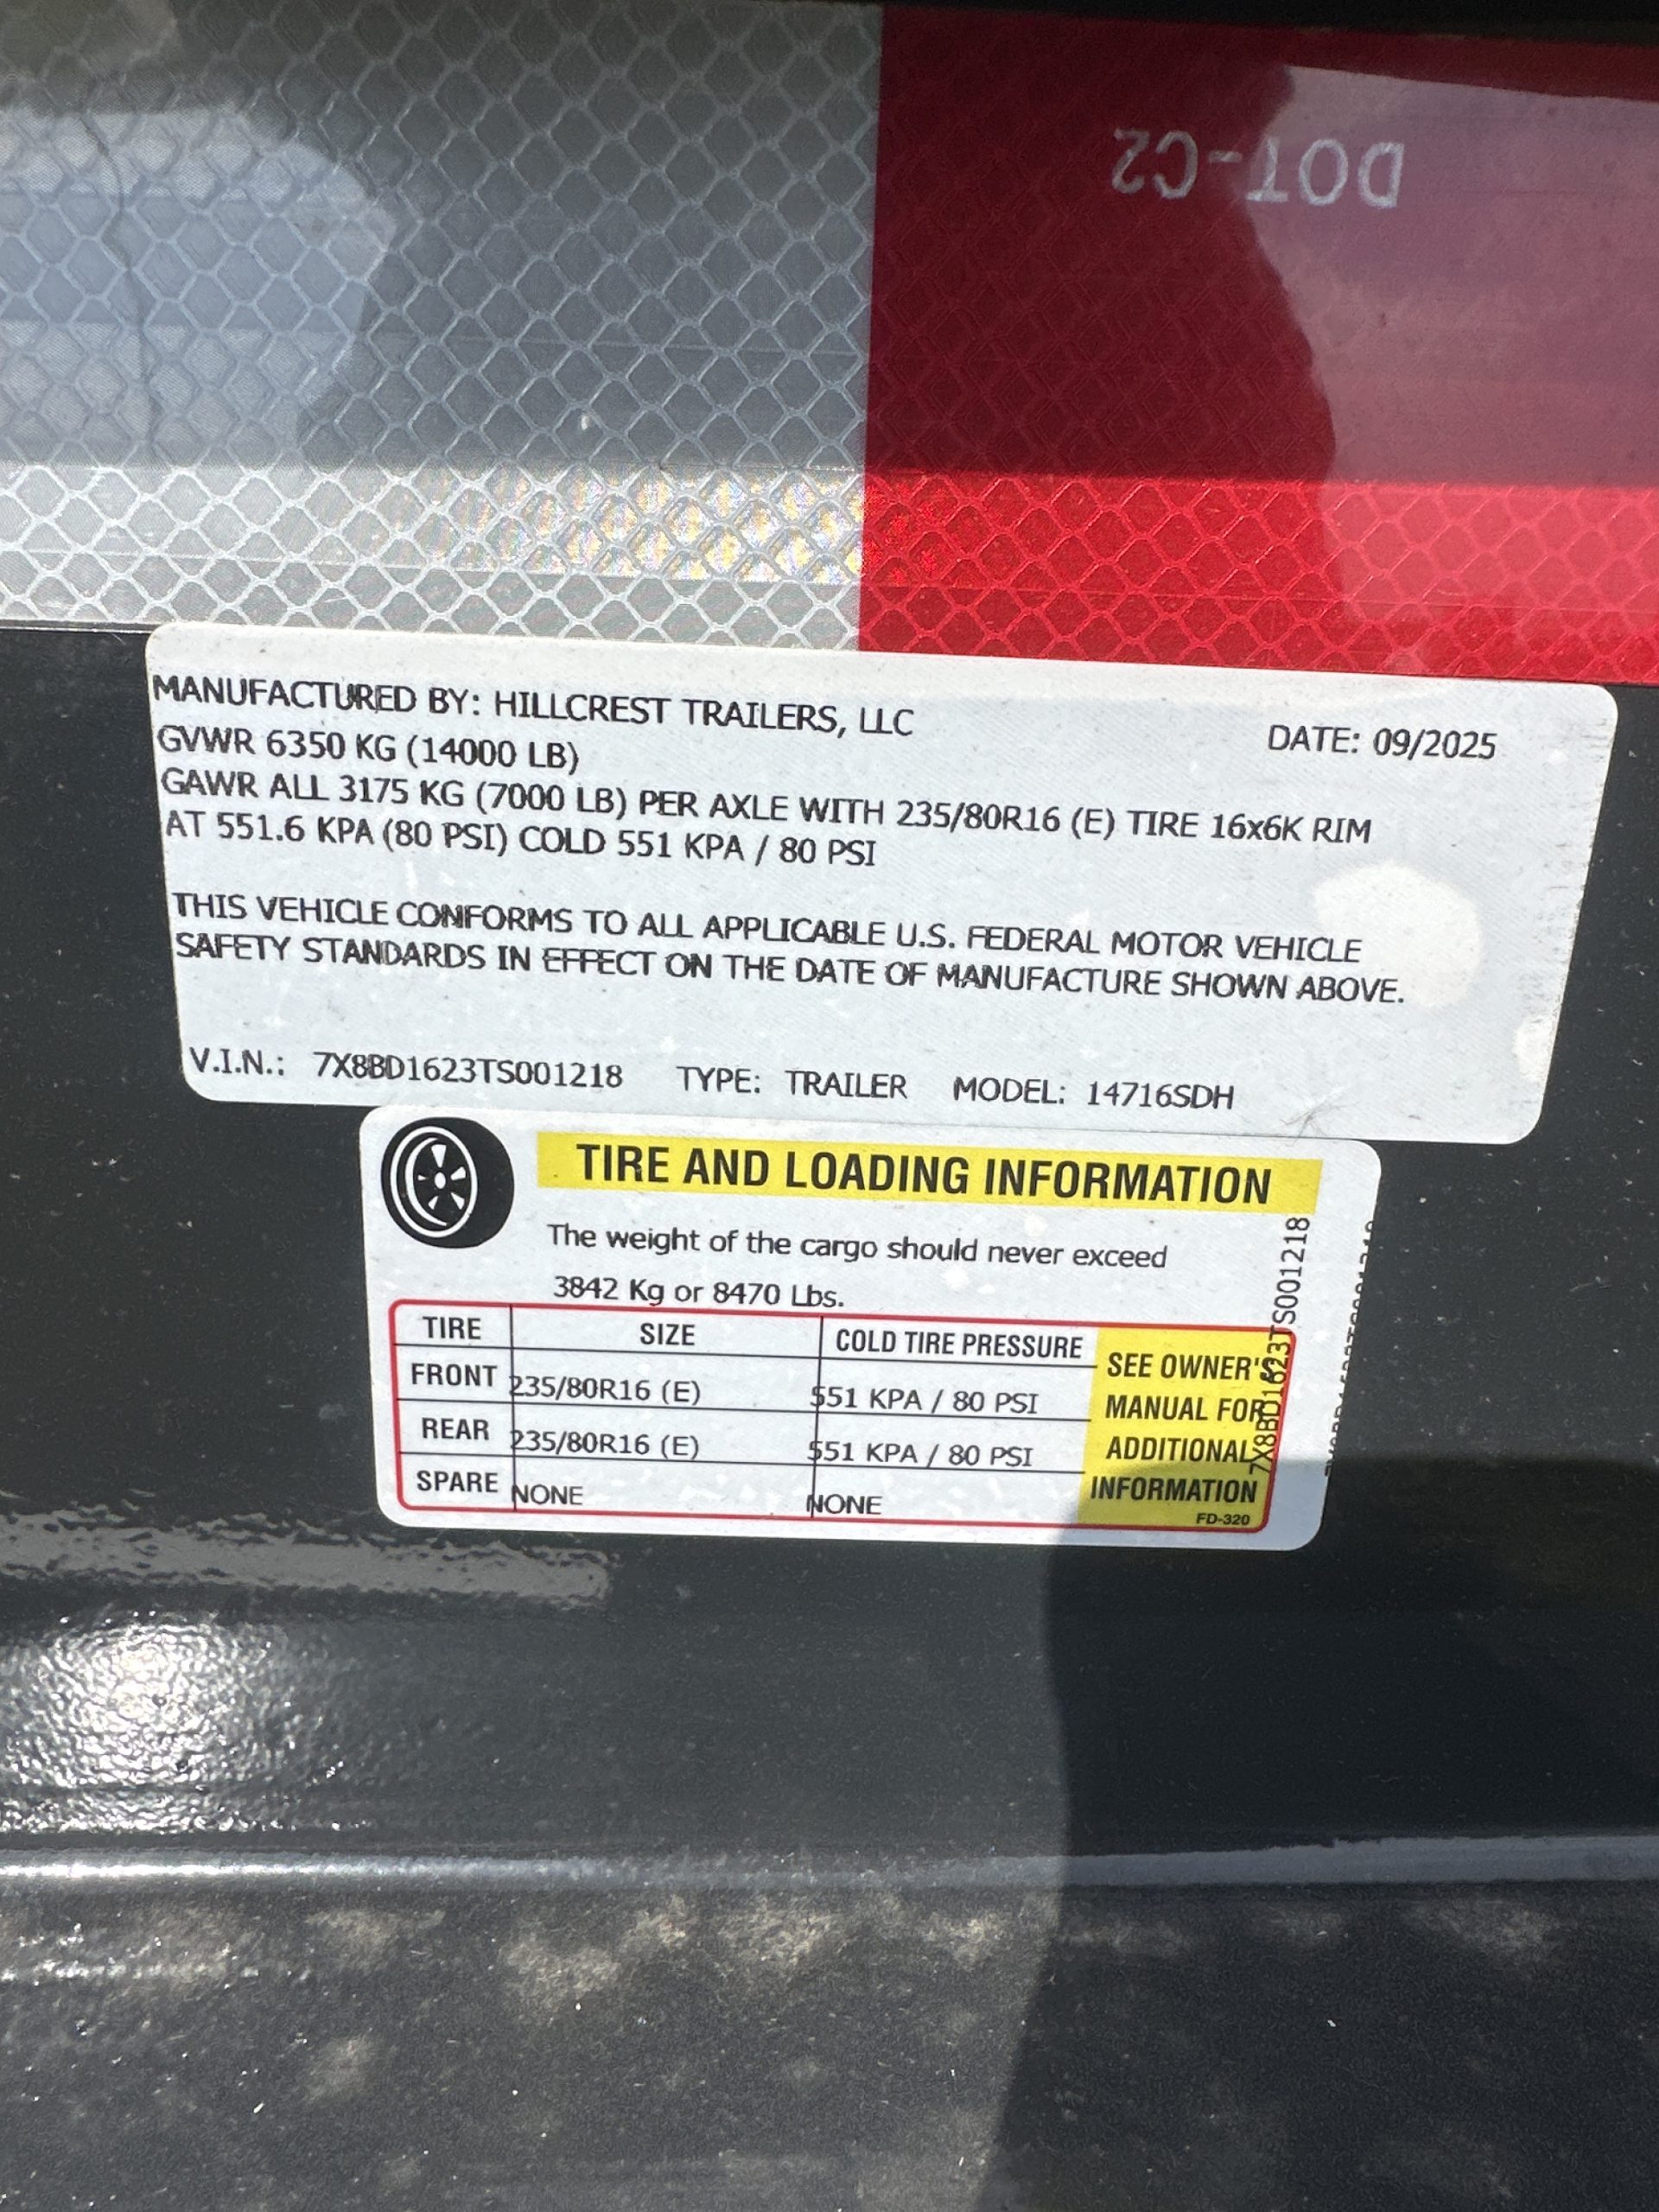 DOT-C2
MANUFACTURED BY: HILLCREST TRAILERS, LLC DATE: 09/2025
GVWR 6350 KG (14000 LB)
GAWR ALL 3175 KG (7000 LB) PER AXLE WITH 235/80R16 (E) TIRE 16x6K RIM
AT 551.6 KPA (80 PSI) COLD 551 KPA / 80 PSI
THIS VEHICLE CONFORMS TO ALL APPLICABLE U.S. FEDERAL MOTOR VEHICLE
SAFETY STANDARDS IN EFFECT ON THE DATE OF MANUFACTURE SHOWN ABOVE.
V.I.N.: 7X8BD1623TS001218 TYPE: TRAILER MODEL: 14716SDH
TIRE AND LOADING INFORMATION
The weight of the cargo should never exceed
3842 Kg or 8470 Lbs.
TIRE SIZE COLD TIRE PRESSURE
FRONT 235/80R16 (E) 551 KPA / 80 PSI
REAR 235/80R16 (E) 551 KPA / 80 PSI
SPARE NONE NONE
SEE OWNER'S
MANUAL FOR
ADDITIONAL
INFORMATION
FD-320
7X8BD1623TS001218